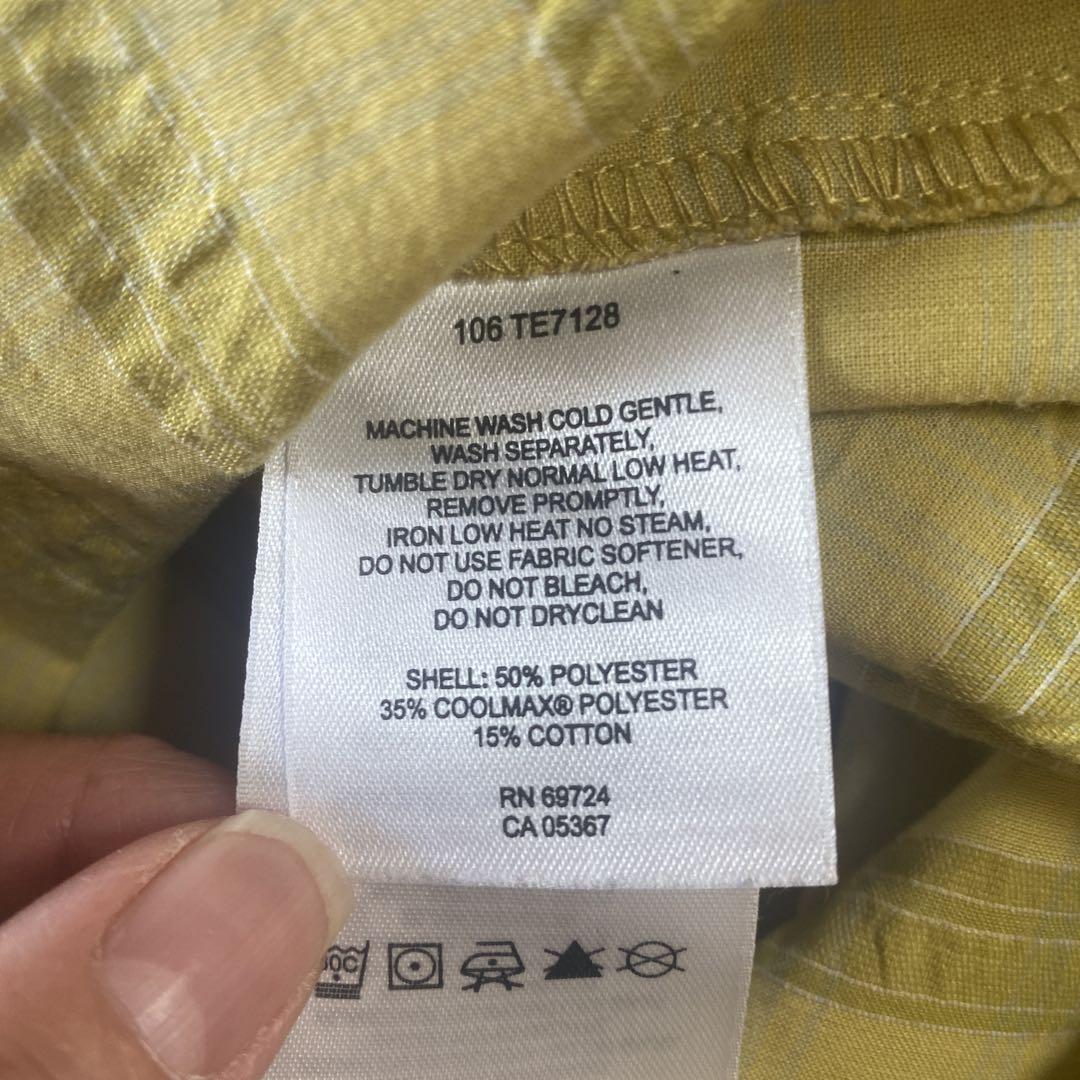 106 TE7128
MACHINE WASH COLD GENTLE,
WASH SEPARATELY,
TUMBLE DRY NORMAL LOW HEAT,
REMOVE PROMPTLY,
IRON LOW HEAT NO STEAM,
DO NOT USE FABRIC SOFTENER,
DO NOT BLEACH,
DO NOT DRYCLEAN
SHELL: 50% POLYESTER
35% COOLMAX® POLYESTER
15% COTTON
RN 69724
CA 05367